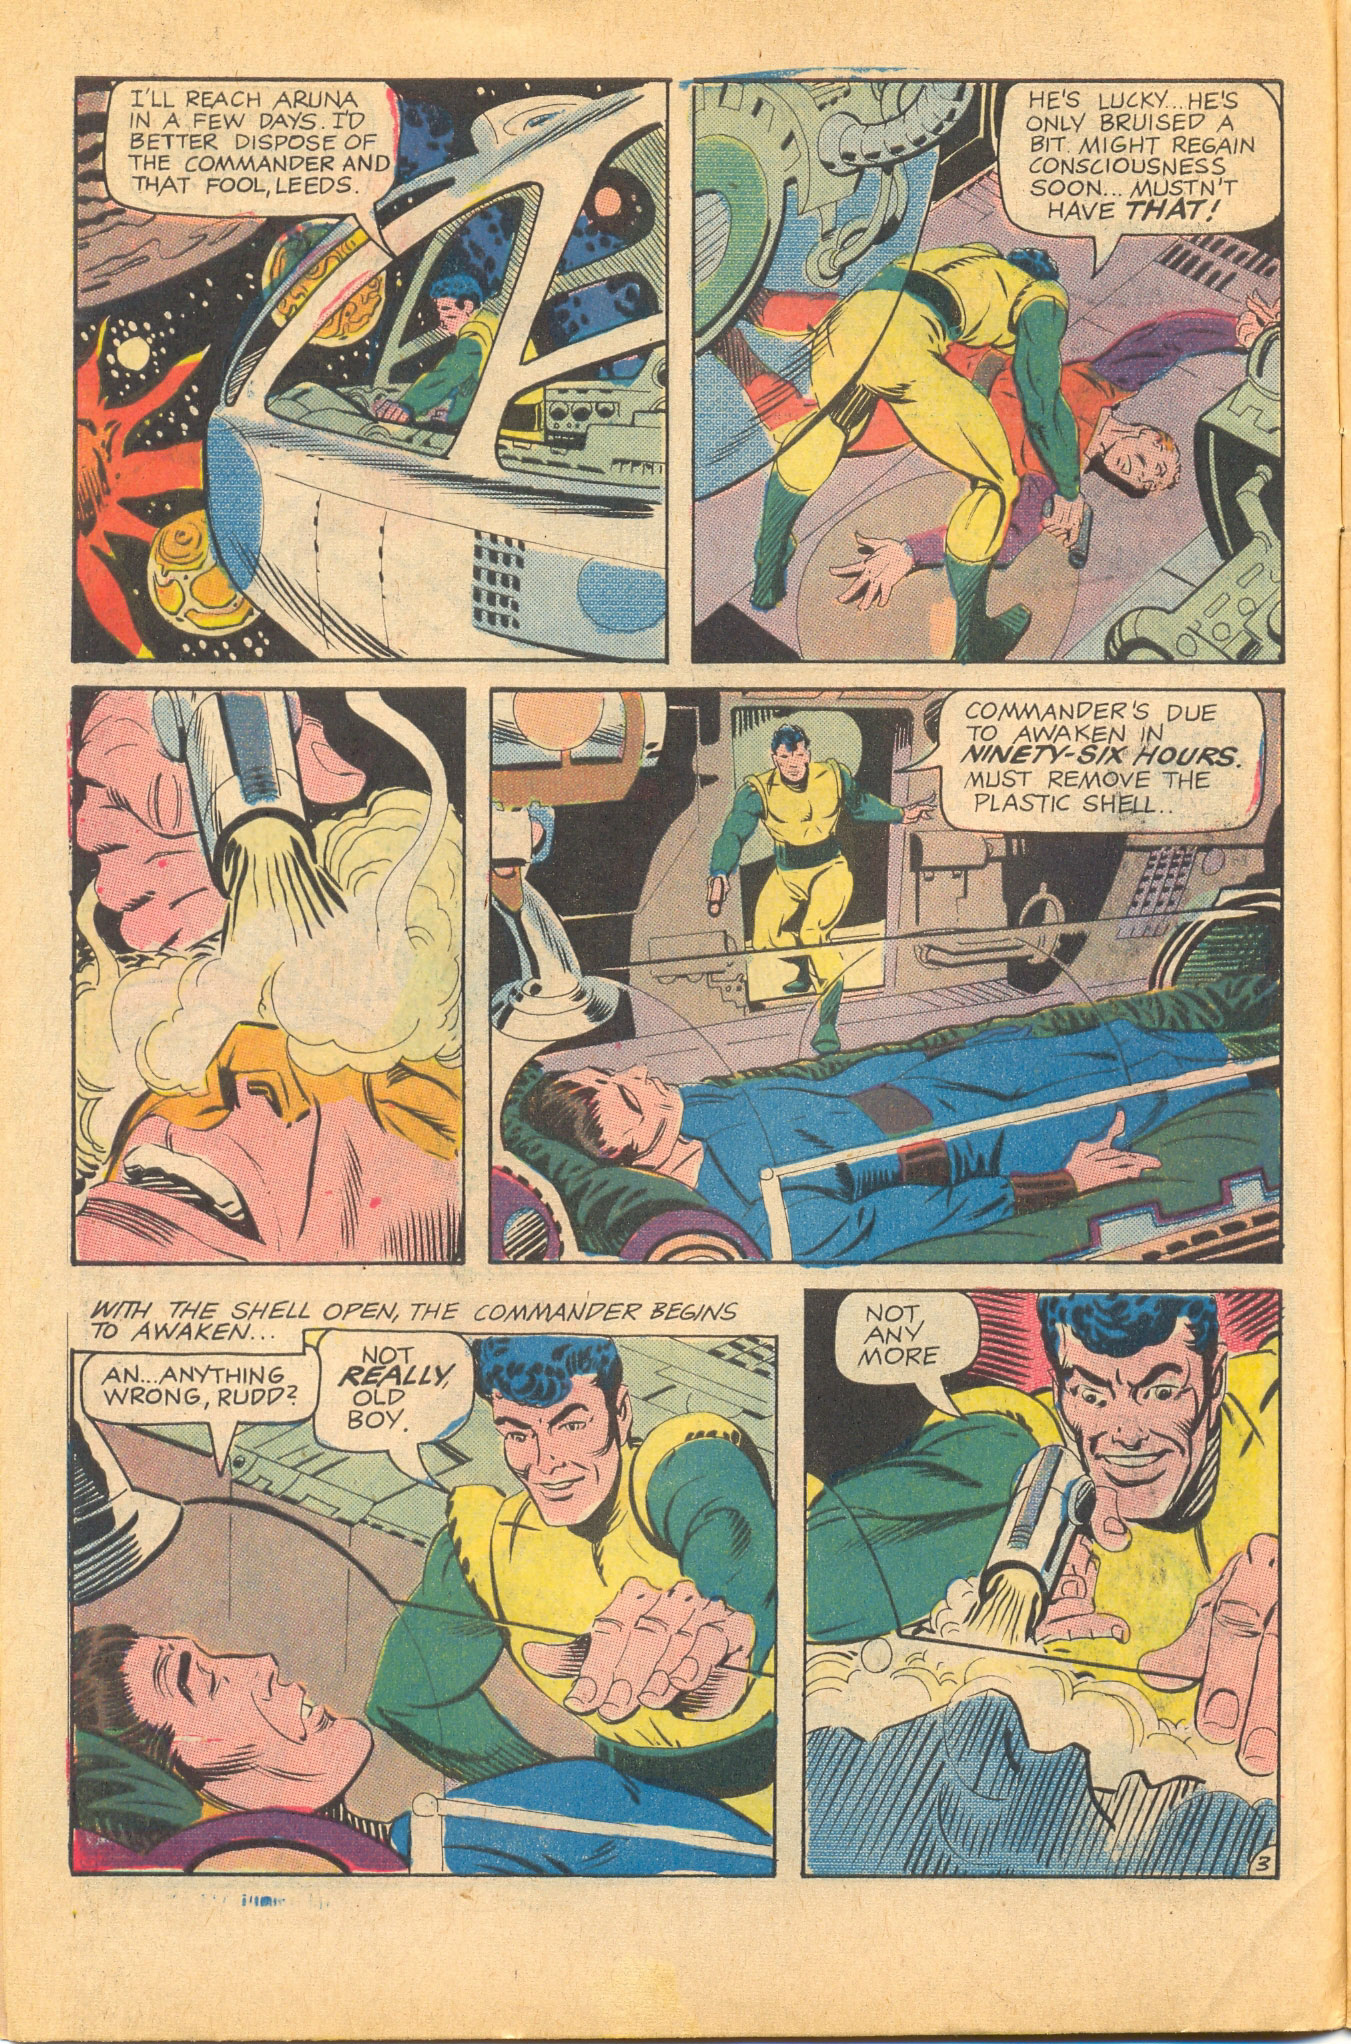 I'LL REACH ARUNA
IN A FEW DAYS. I'D
BETTER DISPOSE OF
THE COMMANDER AND
THAT FOOL, LEEDS.
HE'S LUCKY... HE'S
ONLY BRUISED A
BIT. MIGHT REGAIN
CONSCIOUSNESS
SOON... MUSTN'T
HAVE THAT!
COMMANDER'S DUE
TO AWAKEN IN
NINETY-SIX HOURS.
MUST REMOVE THE
PLASTIC SHELL..
WITH THE SHELL OPEN, THE COMMANDER BEGINS
TO AWAKEN...
AN...ANYTHING
WRONG, RUDD?
NOT
REALLY,
OLD
BOY.
NOT
ANY
MORE
3